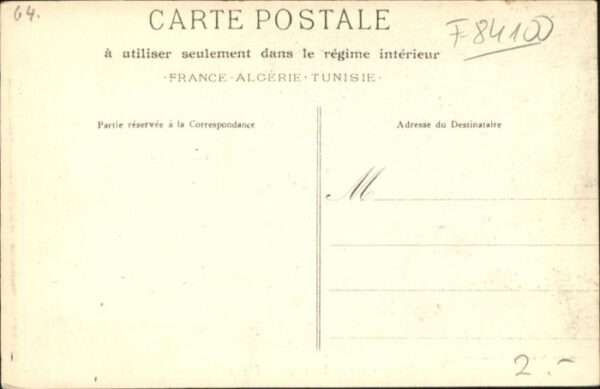 64.
CARTE POSTALE
F84100
à utiliser seulement dans le régime intérieur
-FRANCE-ALGÉRIE-TUNISIE-
Partie réservée à la Correspondance
Adresse du Destinataire
M
2.-